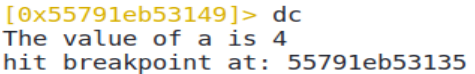 [0x55791eb53149]> dc
The value of a is 4
hit breakpoint at: 55791eb53135